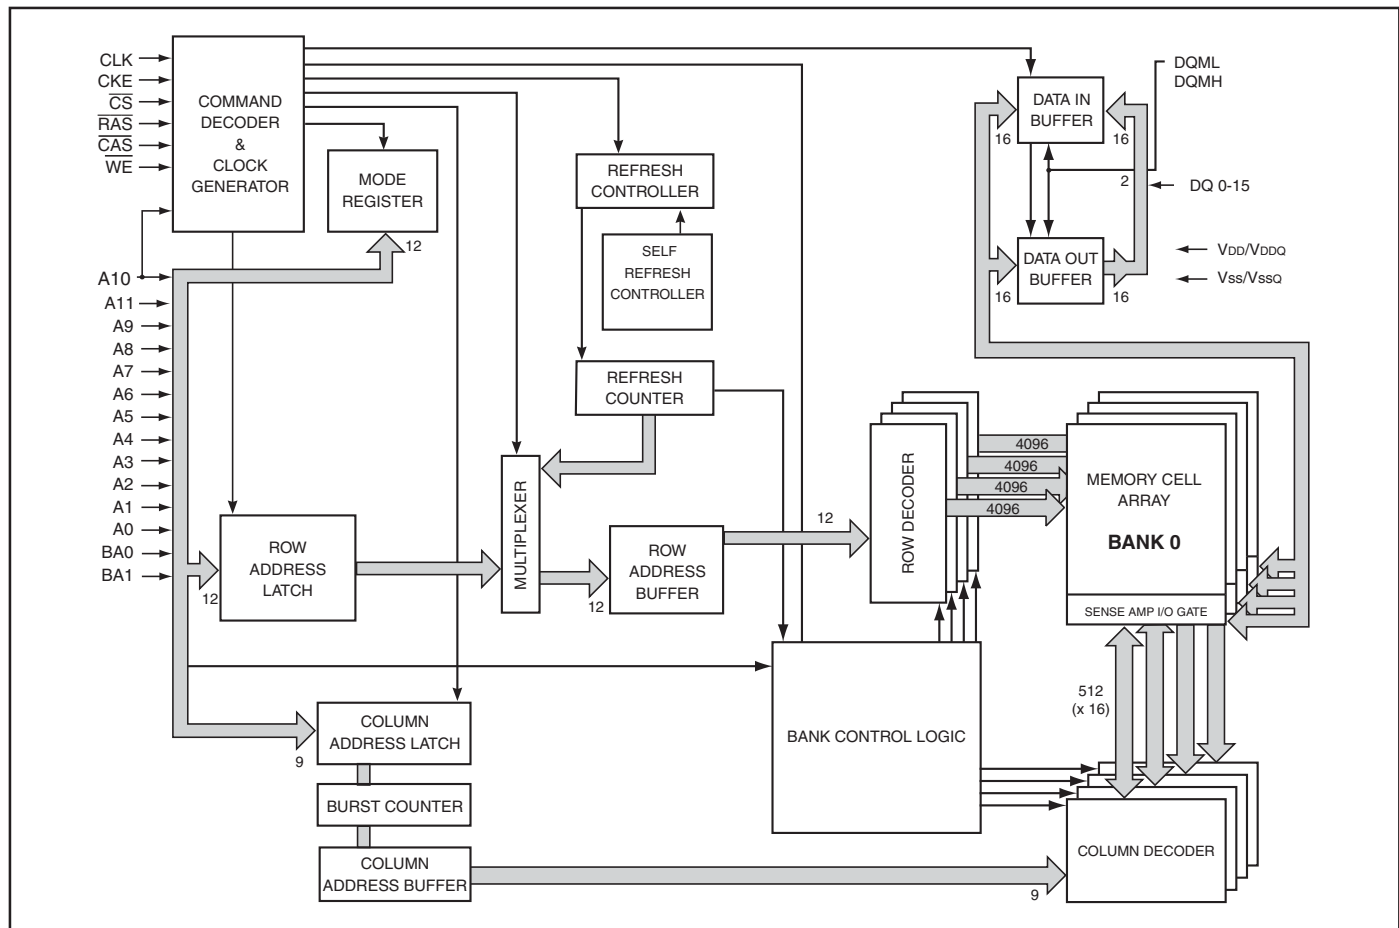 CLK
CKE
CS
RAS
CAS
WE
A10
A11
A9
A8
A7
A6
A5
A4
A3
A2
A1
A0
BA0
BA1
COMMAND
DECODER
&
CLOCK
GENERATOR
MODE
REGISTER
12
REFRESH
CONTROLLER
SELF
REFRESH
CONTROLLER
REFRESH
COUNTER
DATA IN
BUFFER
16
16
DQML
DQMH
2
DQ 0-15
DATA OUT
BUFFER
16
16
VDD/VDDQ
Vss/VssQ
12
ROW
ADDRESS
LATCH
MULTIPLEXER
12
ROW
ADDRESS
BUFFER
12
ROW DECODER
4096
4096
4096
4096
MEMORY CELL
ARRAY
BANK 0
SENSE AMP I/O GATE
512
(x 16)
BANK CONTROL LOGIC
9
COLUMN
ADDRESS LATCH
BURST COUNTER
COLUMN
ADDRESS BUFFER
9
COLUMN DECODER